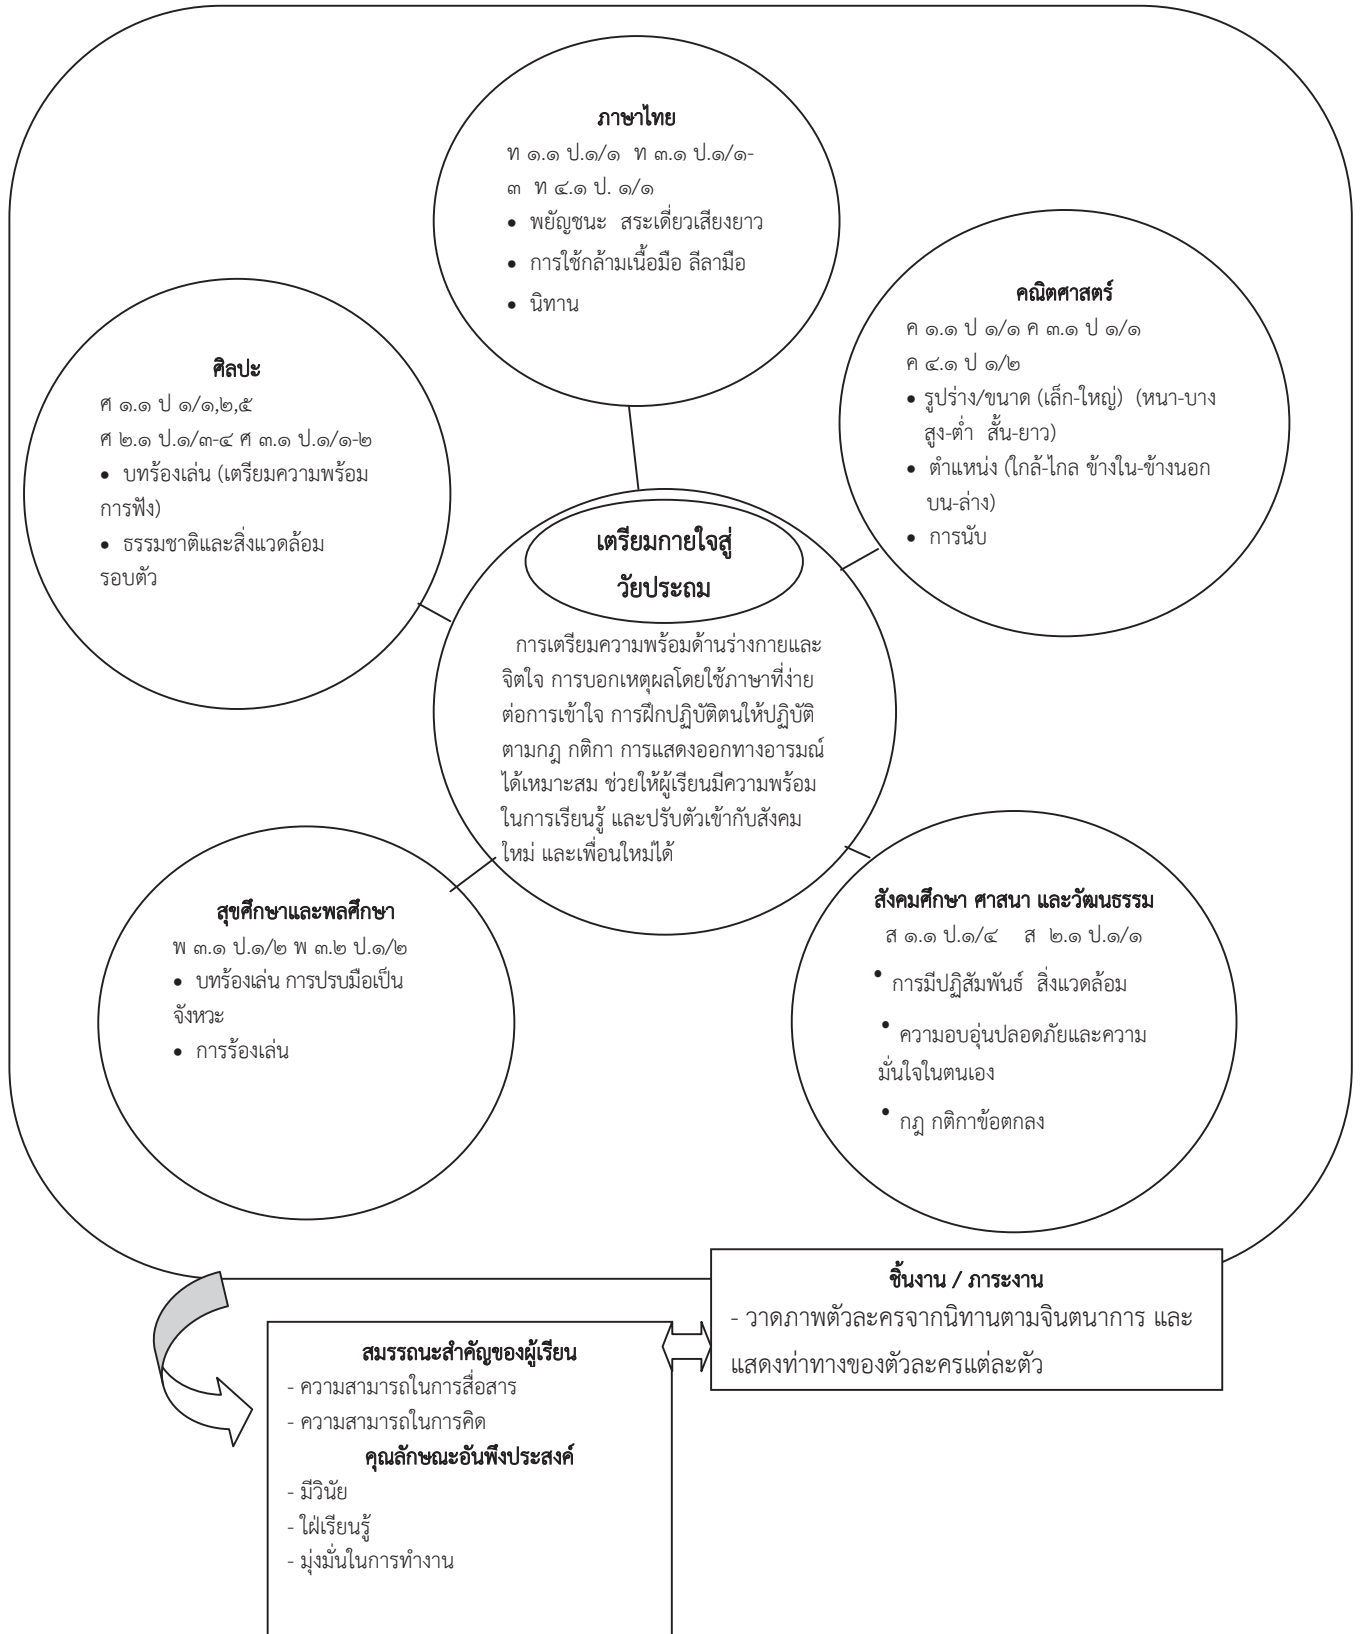 ภาษาไทย
ท ๑.๑ ป.๑/๑ ท ๓.๑ ป.๑/๑-
๓ ท ๔.๑ ป. ๑/๑
• พยัญชนะ สระเดี่ยวเสียงยาว
• การใช้กล้ามเนื้อมือ ลีลามือ
• นิทาน
คณิตศาสตร์
ค ๑.๑ ป ๑/๑ ค ๓.๑ ป ๑/๑
ค ๔.๑ ป ๑/๒
• รูปร่าง/ขนาด (เล็ก-ใหญ่) (หนา-บาง
สูง-ต่ำ สั้น-ยาว)
• ตำแหน่ง (ใกล้-ไกล ข้างใน-ข้างนอก
บน-ล่าง)
• การนับ
ศิลปะ
ศ ๑.๑ ป ๑/๑,๒,๕
ศ ๒.๑ ป.๑/๓-๔ ศ ๓.๑ ป.๑/๑-๒
• บทร้องเล่น (เตรียมความพร้อม
การฟัง)
• ธรรมชาติและสิ่งแวดล้อม
รอบตัว
เตรียมกายใจสู่
วัยประถม
การเตรียมความพร้อมด้านร่างกายและ
จิตใจ การบอกเหตุผลโดยใช้ภาษาที่ง่าย
ต่อการเข้าใจ การฝึกปฏิบัติตนให้ปฏิบัติ
ตามกฎ กติกา การแสดงออกทางอารมณ์
ได้เหมาะสม ช่วยให้ผู้เรียนมีความพร้อม
ในการเรียนรู้ และปรับตัวเข้ากับสังคม
ใหม่ และเพื่อนใหม่ได้
สุขศึกษาและพลศึกษา
พ ๓.๑ ป.๑/๒ พ ๓.๒ ป.๑/๒
• บทร้องเล่น การปรบมือเป็น
จังหวะ
• การร้องเล่น
สังคมศึกษา ศาสนา และวัฒนธรรม
ส ๑.๑ ป.๑/๔ ส ๒.๑ ป.๑/๑
• การมีปฏิสัมพันธ์ สิ่งแวดล้อม
• ความอบอุ่นปลอดภัยและความ
มั่นใจในตนเอง
• กฎ กติกาข้อตกลง
ชิ้นงาน / ภาระงาน
- วาดภาพตัวละครจากนิทานตามจินตนาการ และ
แสดงท่าทางของตัวละครแต่ละตัว
สมรรถนะสำคัญของผู้เรียน
- ความสามารถในการสื่อสาร
- ความสามารถในการคิด
คุณลักษณะอันพึงประสงค์
- มีวินัย
- ใฝ่เรียนรู้
- มุ่งมั่นในการทำงาน